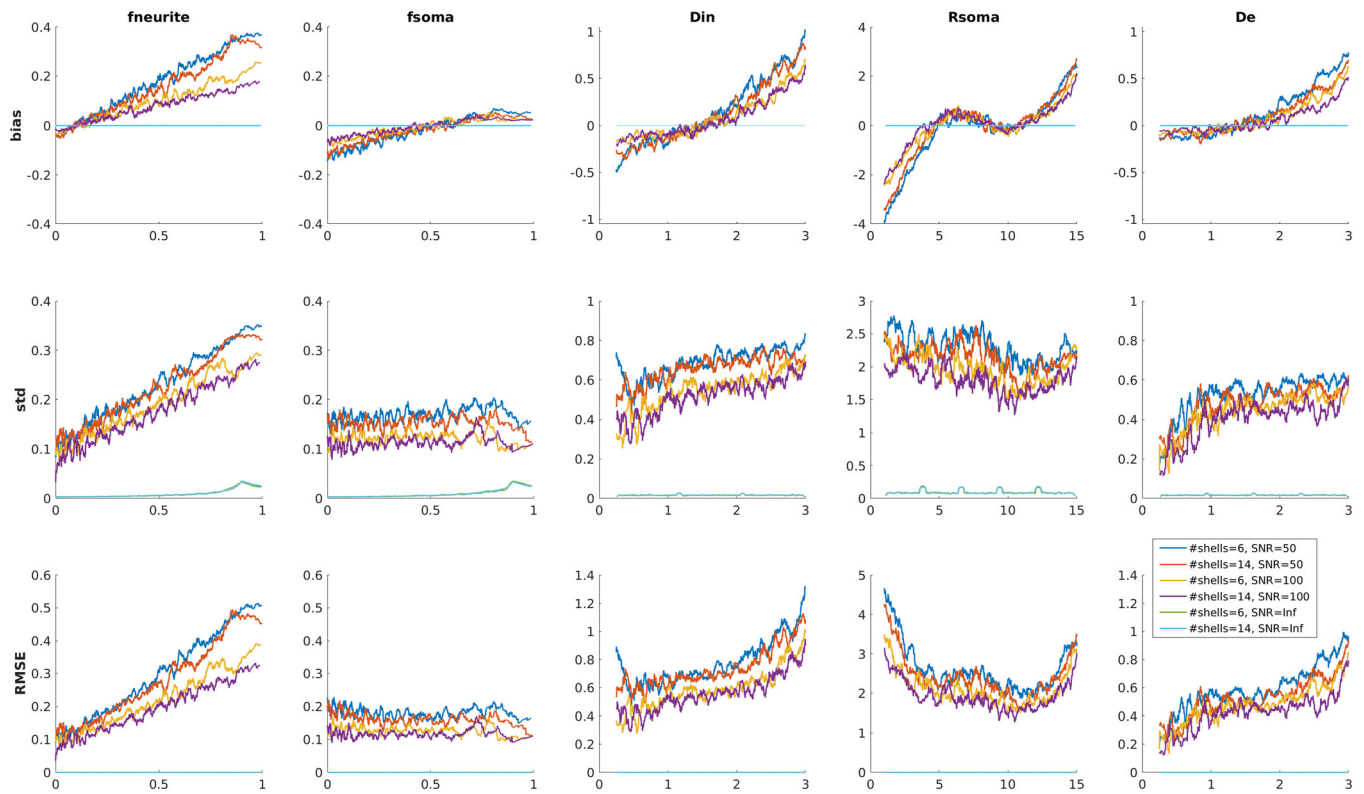 fneurite fsoma Din Rsoma De
bias
0.4 0.4 1 4 1
0.2 0.2 0.5 2 0.5
0 0 0 0 0
-0.2 -0.2 -0.5 -2 -0.5
-0.4 -0.4 -1 -4 -1
0 0.5 1 0 0.5 1 0 1 2 3 0 5 10 15 0 1 2 3
std
0.4 0.4 1 3 1
0.3 0.3 0.8 2.5 0.8
0.2 0.2 0.6 2 0.6
0.1 0.1 0.4 1.5 0.4
0 0 0.2 1 0.2
0 0.5 0
0
0 0.5 1 0 0.5 1 0 1 2 3 0 5 10 15 0 1 2 3
#shells=6, SNR=50
#shells=14, SNR=50
#shells=6, SNR=100
#shells=14, SNR=100
#shells=6, SNR=Inf
#shells=14, SNR=Inf
RMSE
0.6 0.6 1.4 5 1.4
0.5 0.5 1.2 4 1.2
0.4 0.4 1 3 1
0.3 0.3 0.8 2 0.8
0.2 0.2 0.6 1 0.6
0.1 0.1 0.4 0 0.4
0 0 0.2 0.2
0 0
0 0.5 1 0 0.5 1 0 1 2 3 0 5 10 15 0 1 2 3